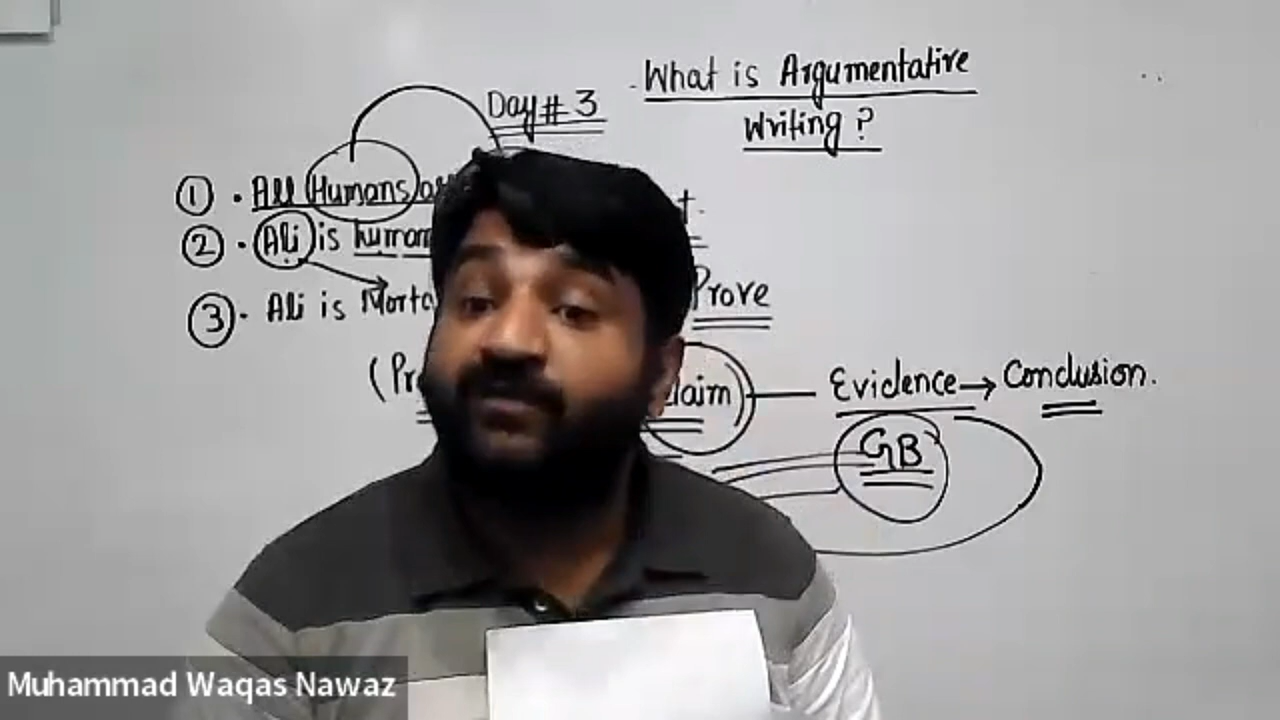 What is Argumentative
Writing ?
Day # 3
① · All Humans
② · Ali is human
③ · Ali is
Prove
Evidence → Conclusion.
GB
Muhammad Waqas Nawaz